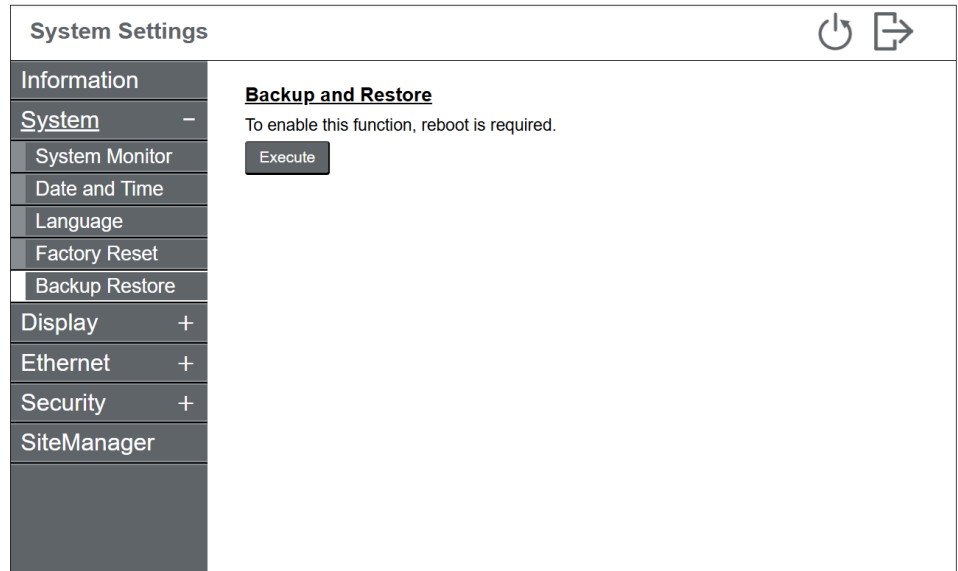 System Settings
Information
System −
System Monitor
Date and Time
Language
Factory Reset
Backup Restore
Display +
Ethernet +
Security +
SiteManager
Backup and Restore
To enable this function, reboot is required.
Execute